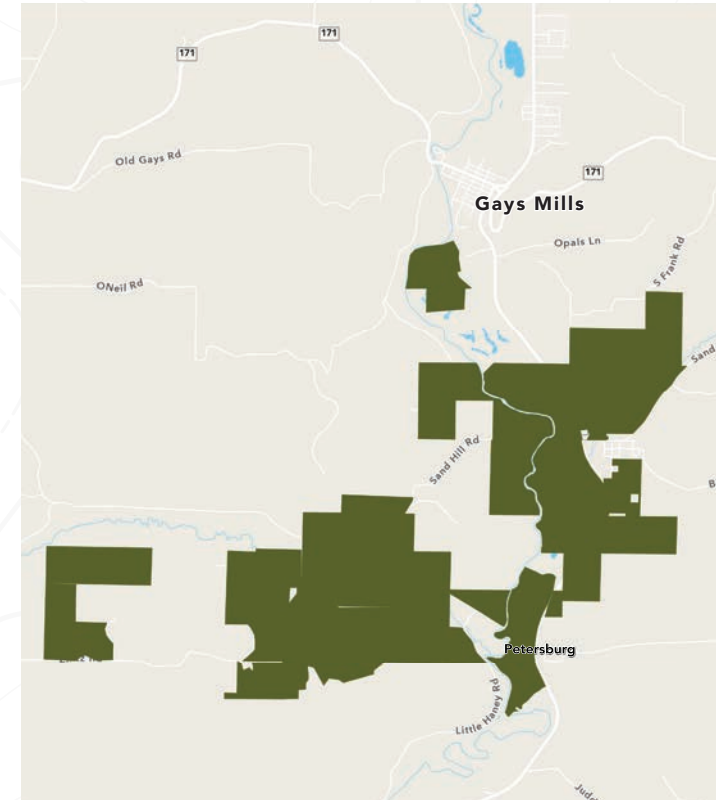 171
171
Old Gays Rd
171
Gays Mills
Opals Ln
S Frank Rd
ONeil Rd
Sand
Sand Hill Rd
B
Petersburg
Little Haney Rd